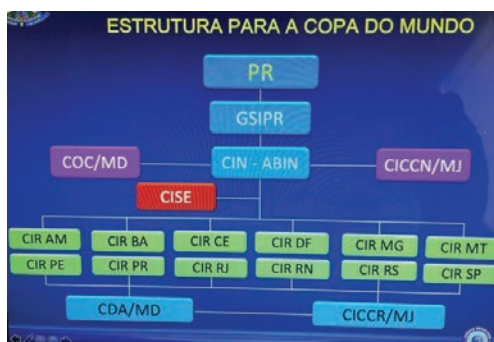 ESTRUTURA PARA A COPA DO MUNDO
PR
GSIPR
COC/MD
CIN - ABIN
CICCN/MJ
CISE
CIR AM CIR BA CIR CE CIR DF CIR MG CIR MT
CIR PE CIR PR CIR RJ CIR RN CIR RS CIR SP
CDA/MD
CICCR/MJ